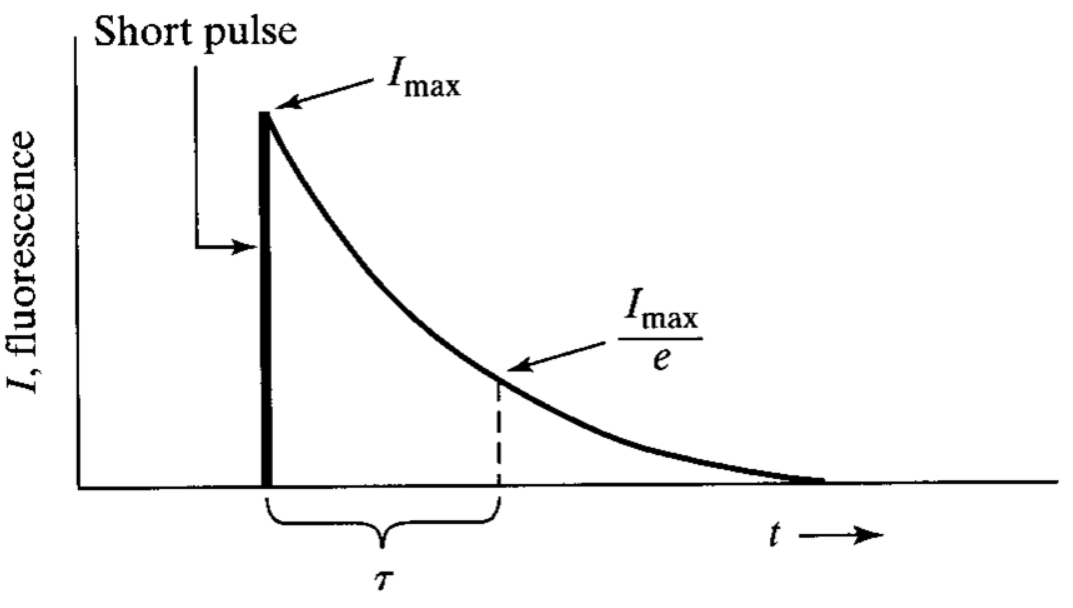 Short pulse
I_max
I, fluorescence
I_max
e
t
τ